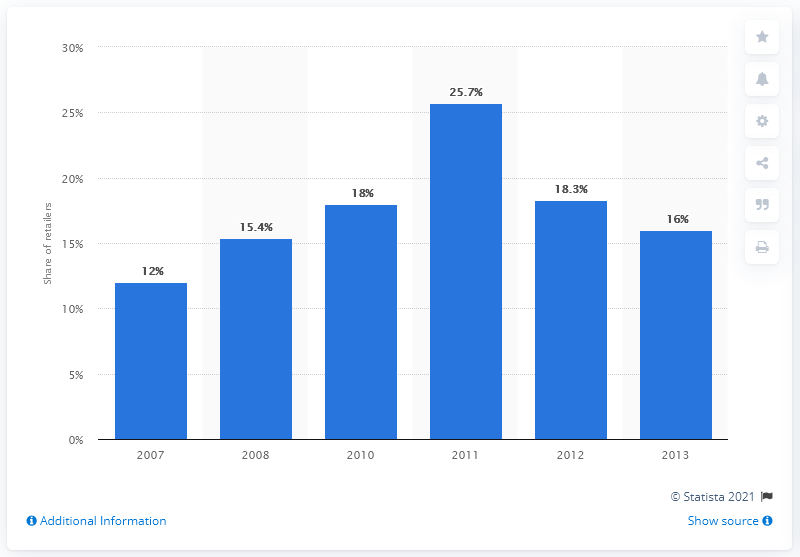 30%
25%
20%
15%
10%
5%
0%
Share of retailers
12%
15.4%
18%
25.7%
18.3%
16%
2007 2008 2010 2011 2012 2013
© Statista 2021
Additional Information
Show source